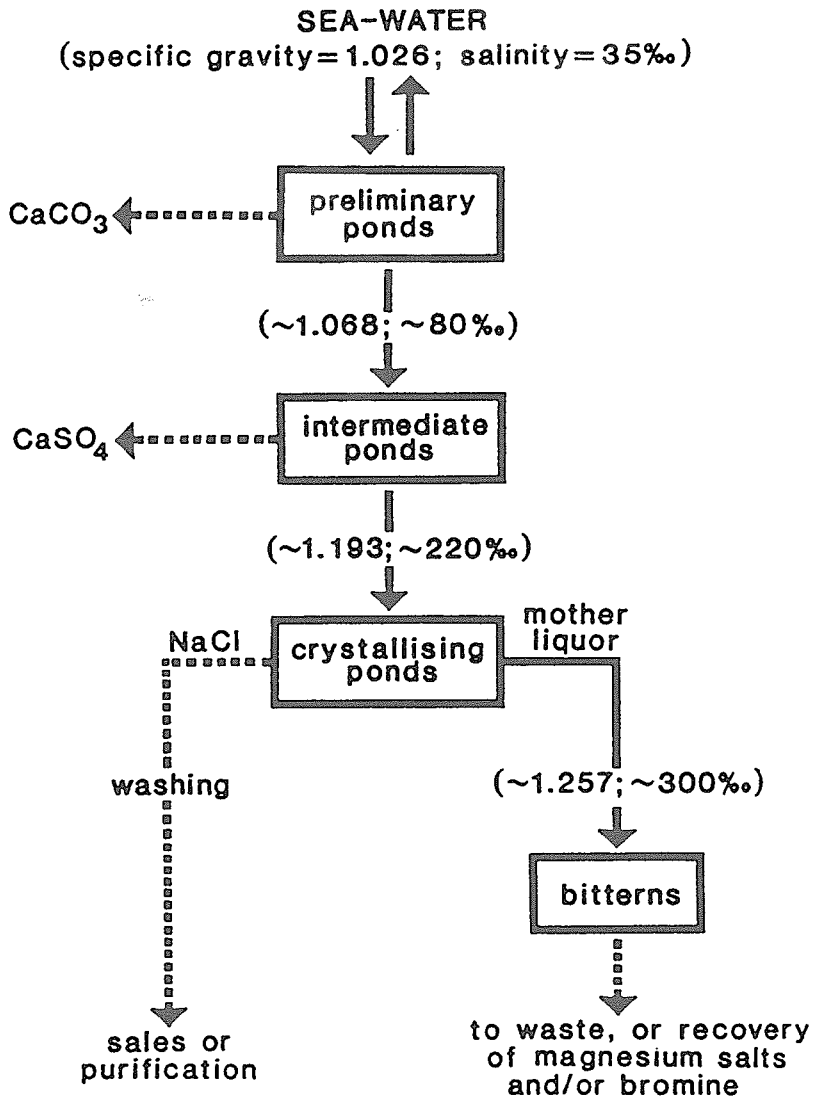 SEA-WATER
(specific gravity=1.026; salinity=35‰)
preliminary
ponds
CaCO₃
(~1.068; ~80‰)
intermediate
ponds
CaSO₄
(~1.193;~220‰)
mother
liquor
NaCl
crystallising
ponds
washing
(~1.257;~300‰)
bitterns
sales or
purification
to waste, or recovery
of magnesium salts
and/or bromine